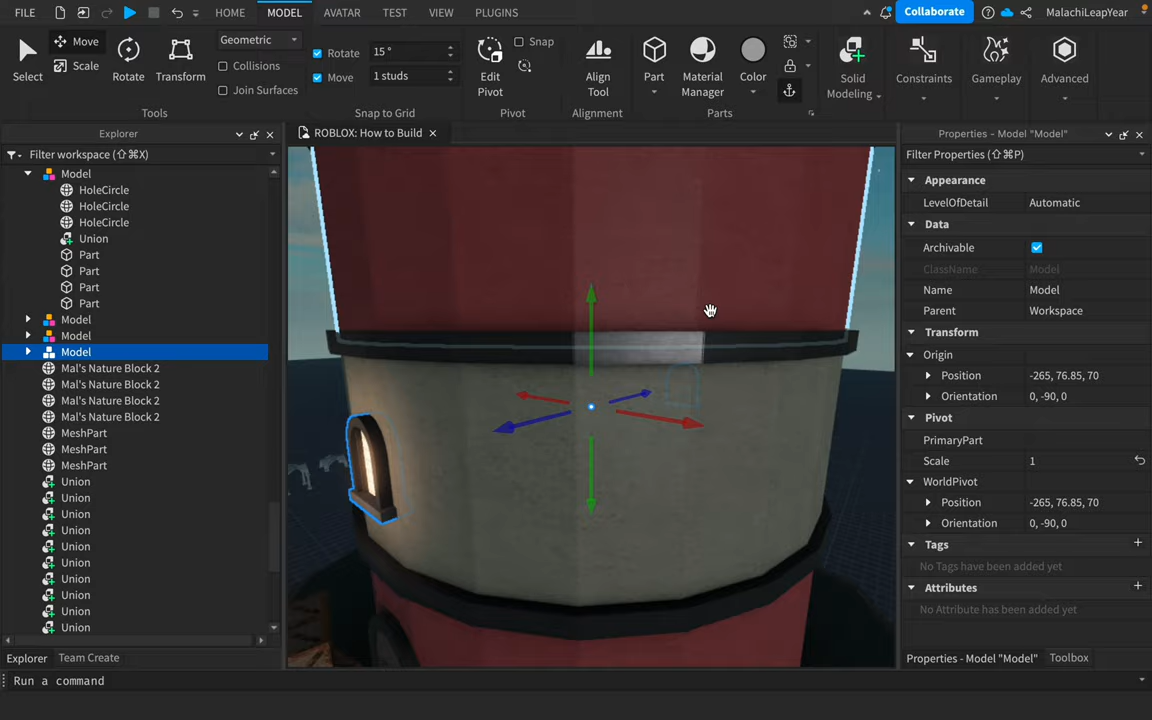 FILE HOME MODEL AVATAR TEST VIEW PLUGINS Collaborate MalachiLeapYear
Select
Move
Scale
Rotate
Transform
Geometric
Collisions
Join Surfaces
Tools
Rotate 15 °
Move 1 studs
Snap to Grid
Edit
Pivot
Snap
Pivot
Align
Tool
Alignment
Part
Material
Manager
Color
Parts
Solid
Modeling
Constraints
Gameplay
Advanced
Explorer
Filter workspace (⇧⌘X)
Model
HoleCircle
HoleCircle
HoleCircle
Union
Part
Part
Part
Part
Model
Model
Model
Mal's Nature Block 2
Mal's Nature Block 2
Mal's Nature Block 2
Mal's Nature Block 2
MeshPart
MeshPart
MeshPart
Union
Union
Union
Union
Union
Union
Union
Union
Union
Union
Explorer Team Create
Run a command
ROBLOX: How to Build
Properties - Model "Model"
Filter Properties (⇧⌘P)
Appearance
LevelOfDetail Automatic
Data
Archivable
ClassName Model
Name Model
Parent Workspace
Transform
Origin
Position -265, 76.85, 70
Orientation 0, -90, 0
Pivot
PrimaryPart
Scale 1
WorldPivot
Position -265, 76.85, 70
Orientation 0, -90, 0
Tags
No Tags have been added yet
Attributes
No Attribute has been added yet
Properties - Model "Model" Toolbox